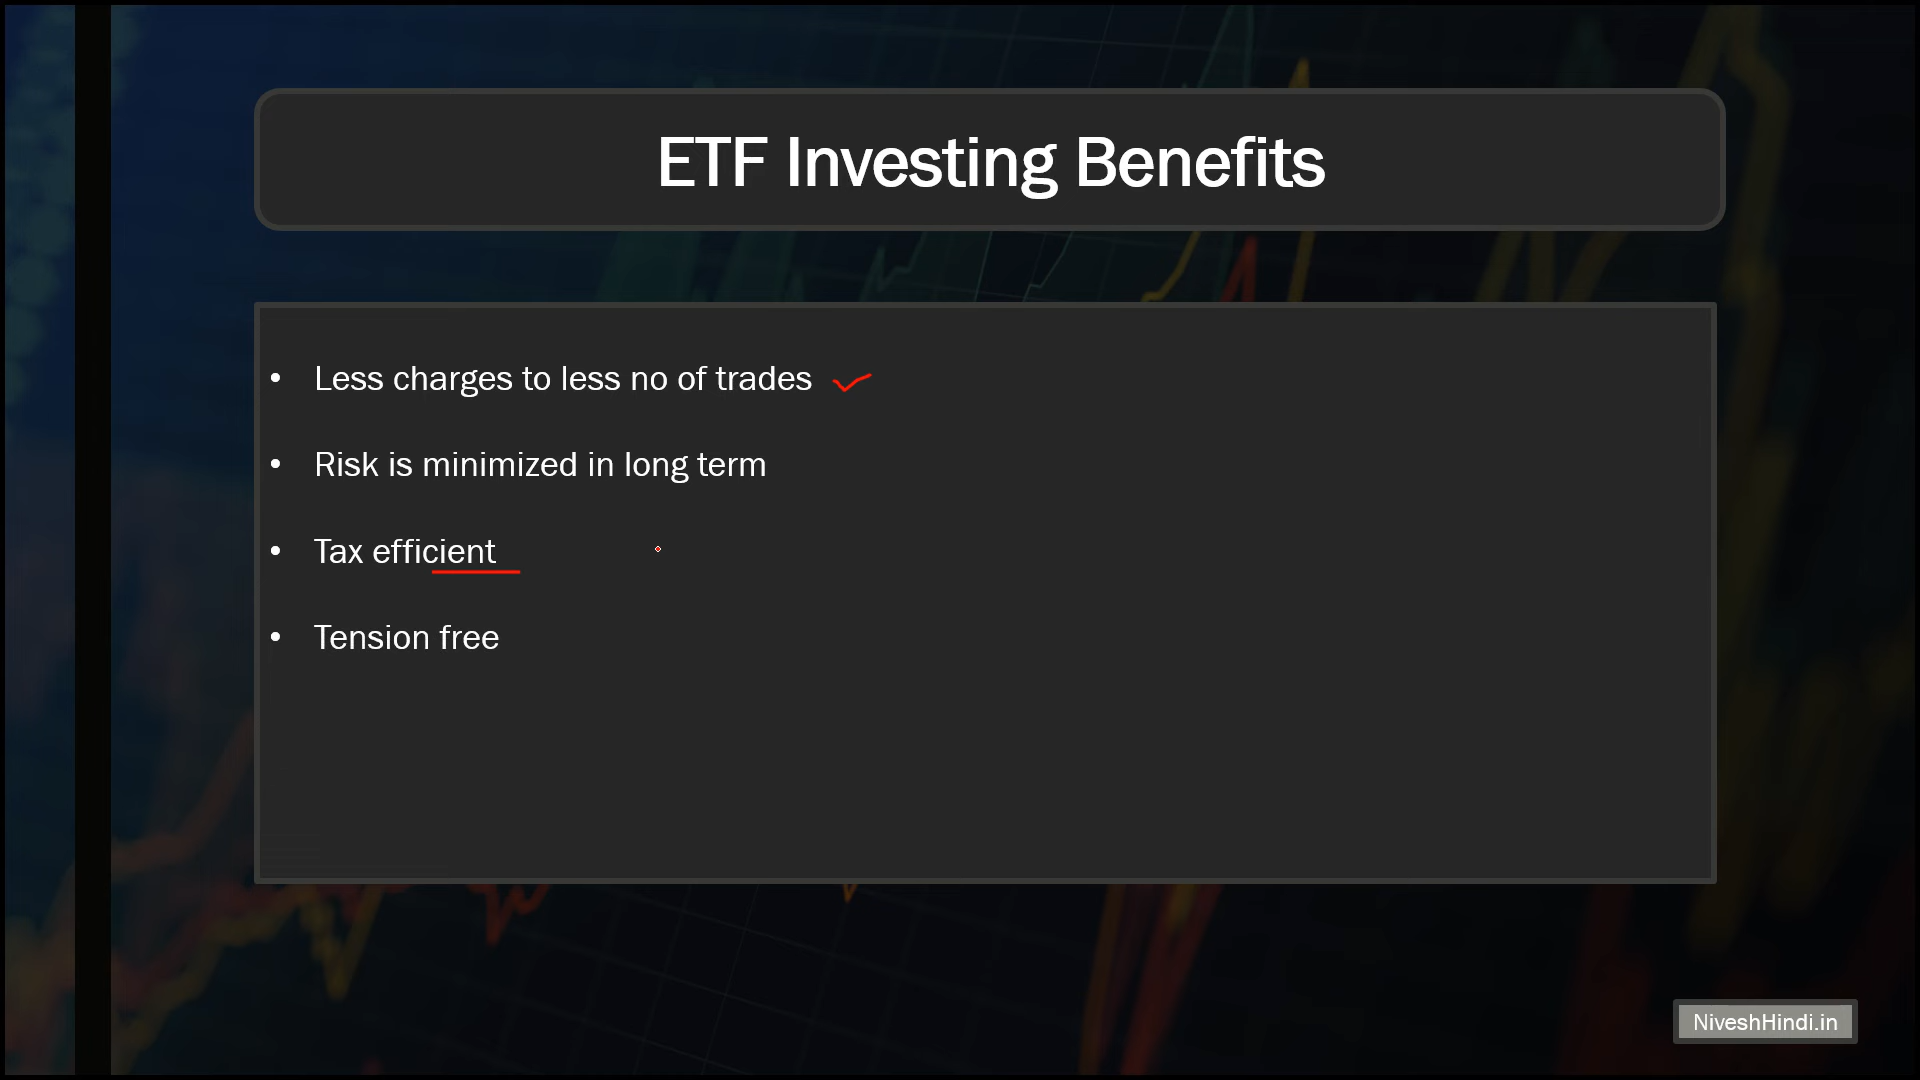 ETF Investing Benefits
• Less charges to less no of trades
• Risk is minimized in long term
• Tax efficient
• Tension free
NiveshHindi.in